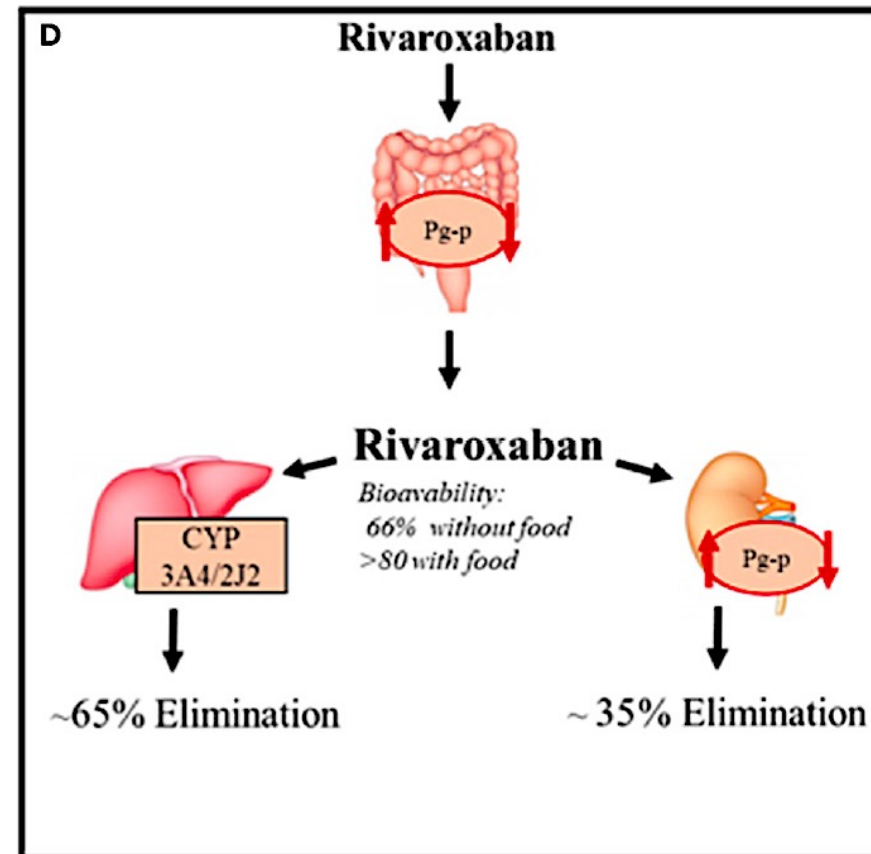 D
Rivaroxaban
Pg-p
Rivaroxaban
Bioavability:
66% without food
>80 with food
CYP
3A4/2J2
Pg-p
~65% Elimination
~ 35% Elimination